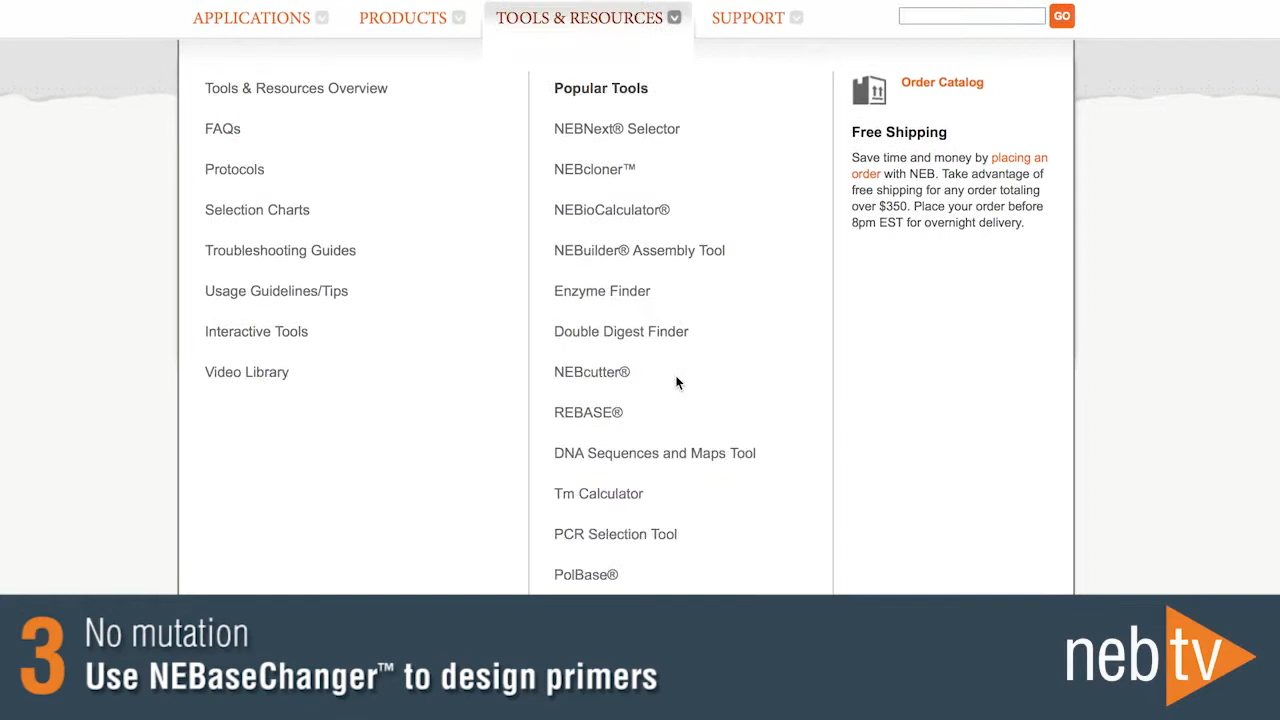 APPLICATIONS
PRODUCTS
TOOLS & RESOURCES
SUPPORT
GO
Tools & Resources Overview
FAQs
Protocols
Selection Charts
Troubleshooting Guides
Usage Guidelines/Tips
Interactive Tools
Video Library
Popular Tools
NEBNext® Selector
NEBcloner™
NEBioCalculator®
NEBuilder® Assembly Tool
Enzyme Finder
Double Digest Finder
NEBcutter®
REBASE®
DNA Sequences and Maps Tool
Tm Calculator
PCR Selection Tool
PolBase®
Order Catalog
Free Shipping
Save time and money by placing an
order with NEB. Take advantage of
free shipping for any order totaling
over $350. Place your order before
8pm EST for overnight delivery.
3 No mutation
Use NEBaseChanger™ to design primers
neb tv